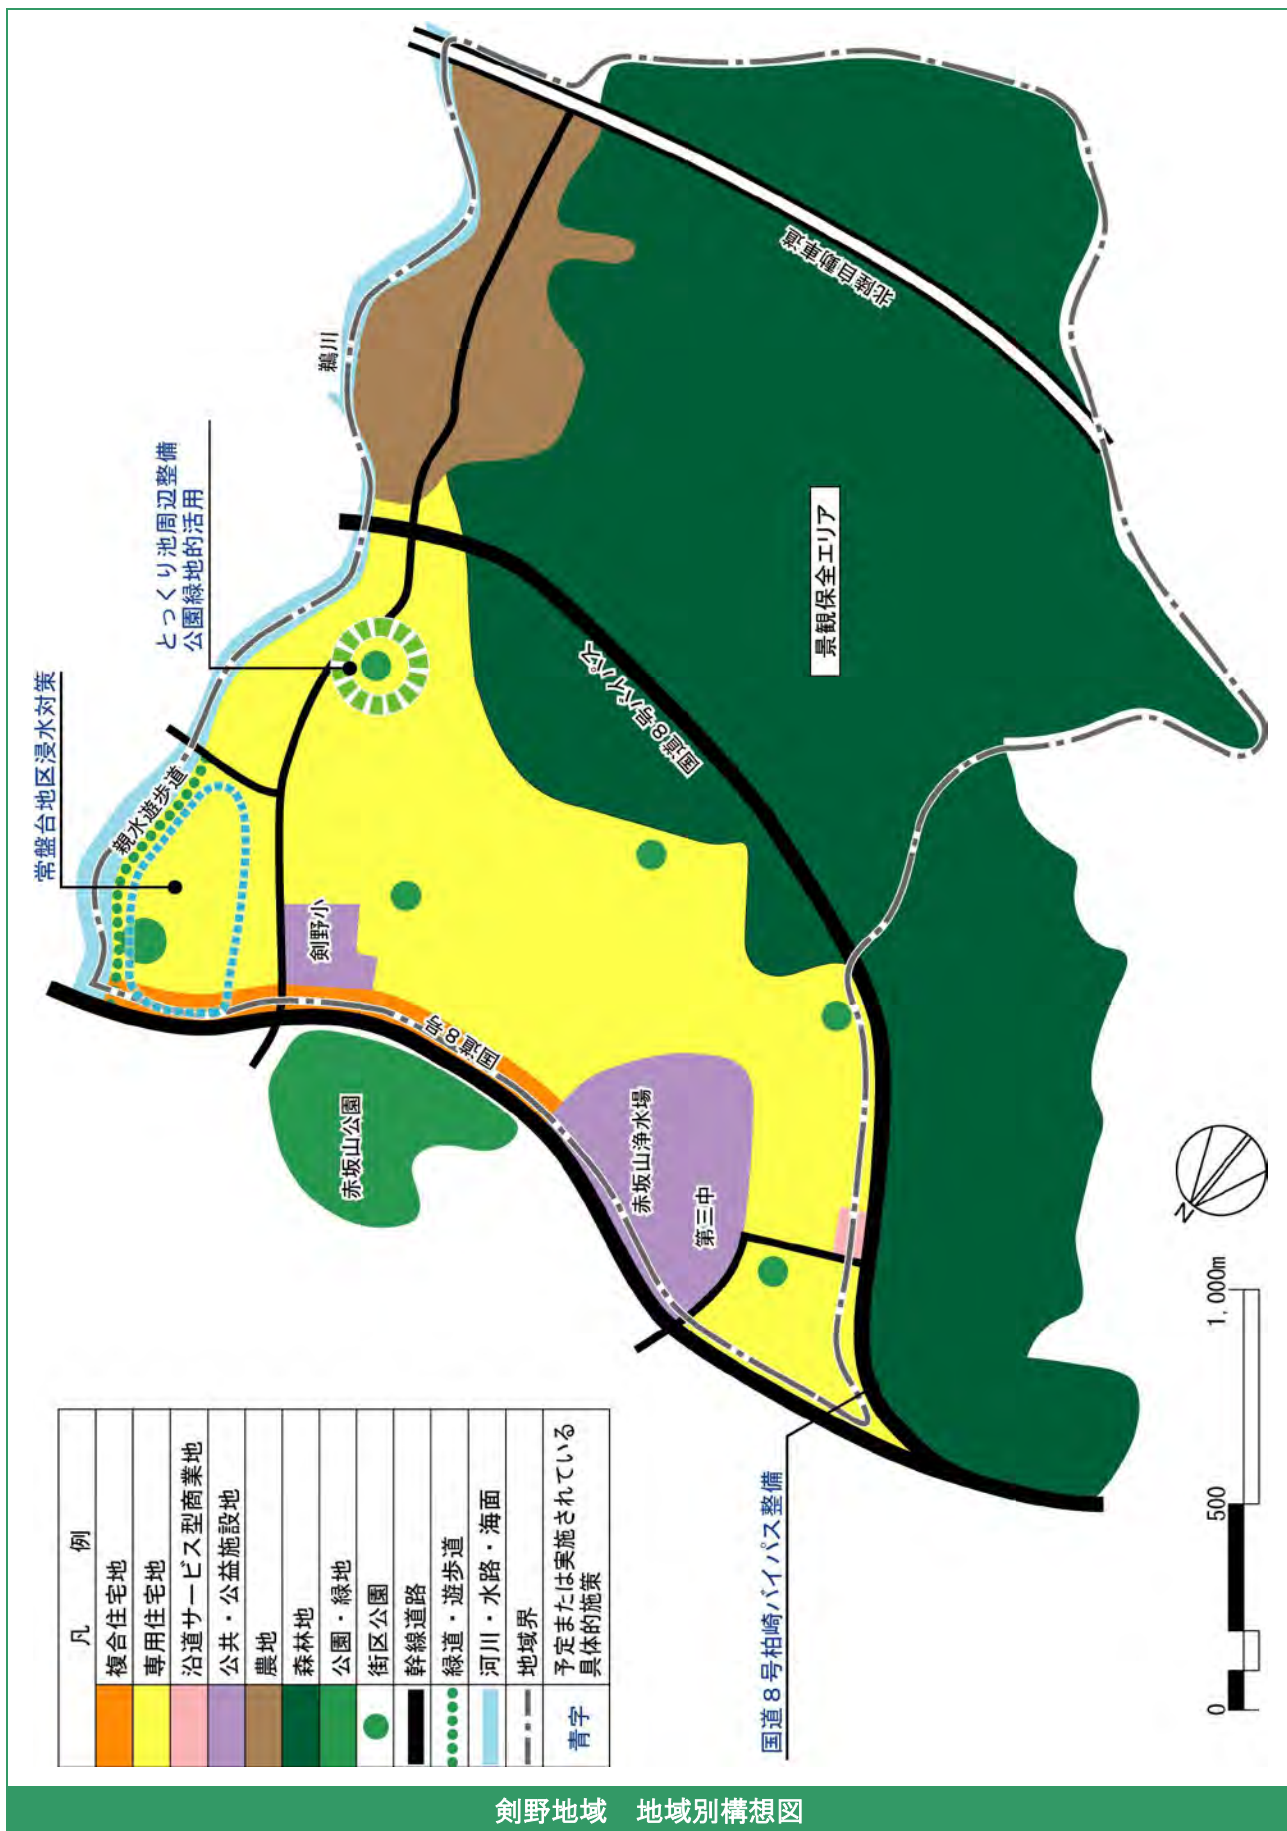 常盤台地区浸水対策
とっくり池周辺整備
公園緑地的活用
鵜川
親水遊歩道
北陸自動車道
国道8号バイパス
景観保全エリア
剣野小
国道8号
赤坂山公園
赤坂山浄水場
第三中
国道8号柏崎バイパス整備
凡 例
複合住宅地
専用住宅地
沿道サービス型商業地
公共・公益施設地
農地
森林地
公園・緑地
街区公園
幹線道路
緑道・遊歩道
河川・水路・海面
地域界
青字 予定または実施されている
具体的施策
N
0 500 1,000m
剣野地域 地域別構想図